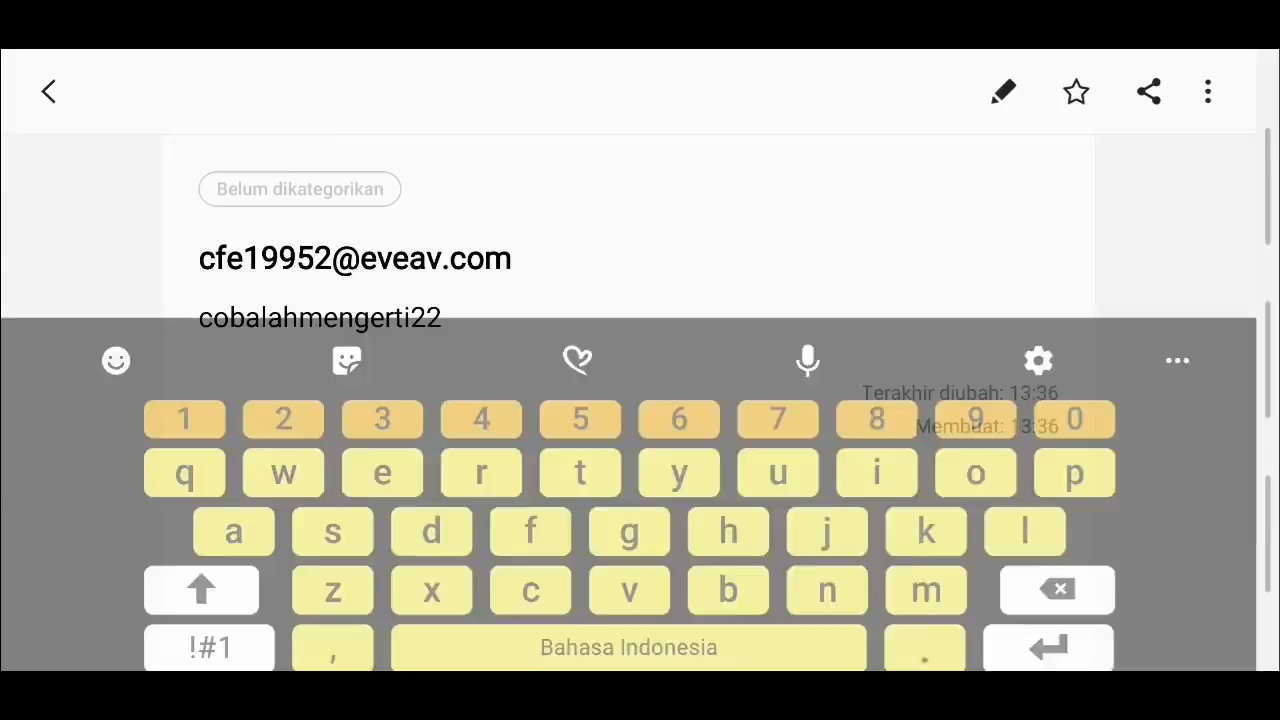 Belum dikategorikan
cfe19952@eveav.com
cobalahmengerti22
Terakhir diubah: 13:36
Membuat: 13:36
1 2 3 4 5 6 7 8 9 0
q w e r t y u i o p
a s d f g h j k l
z x c v b n m
!#1 , Bahasa Indonesia .